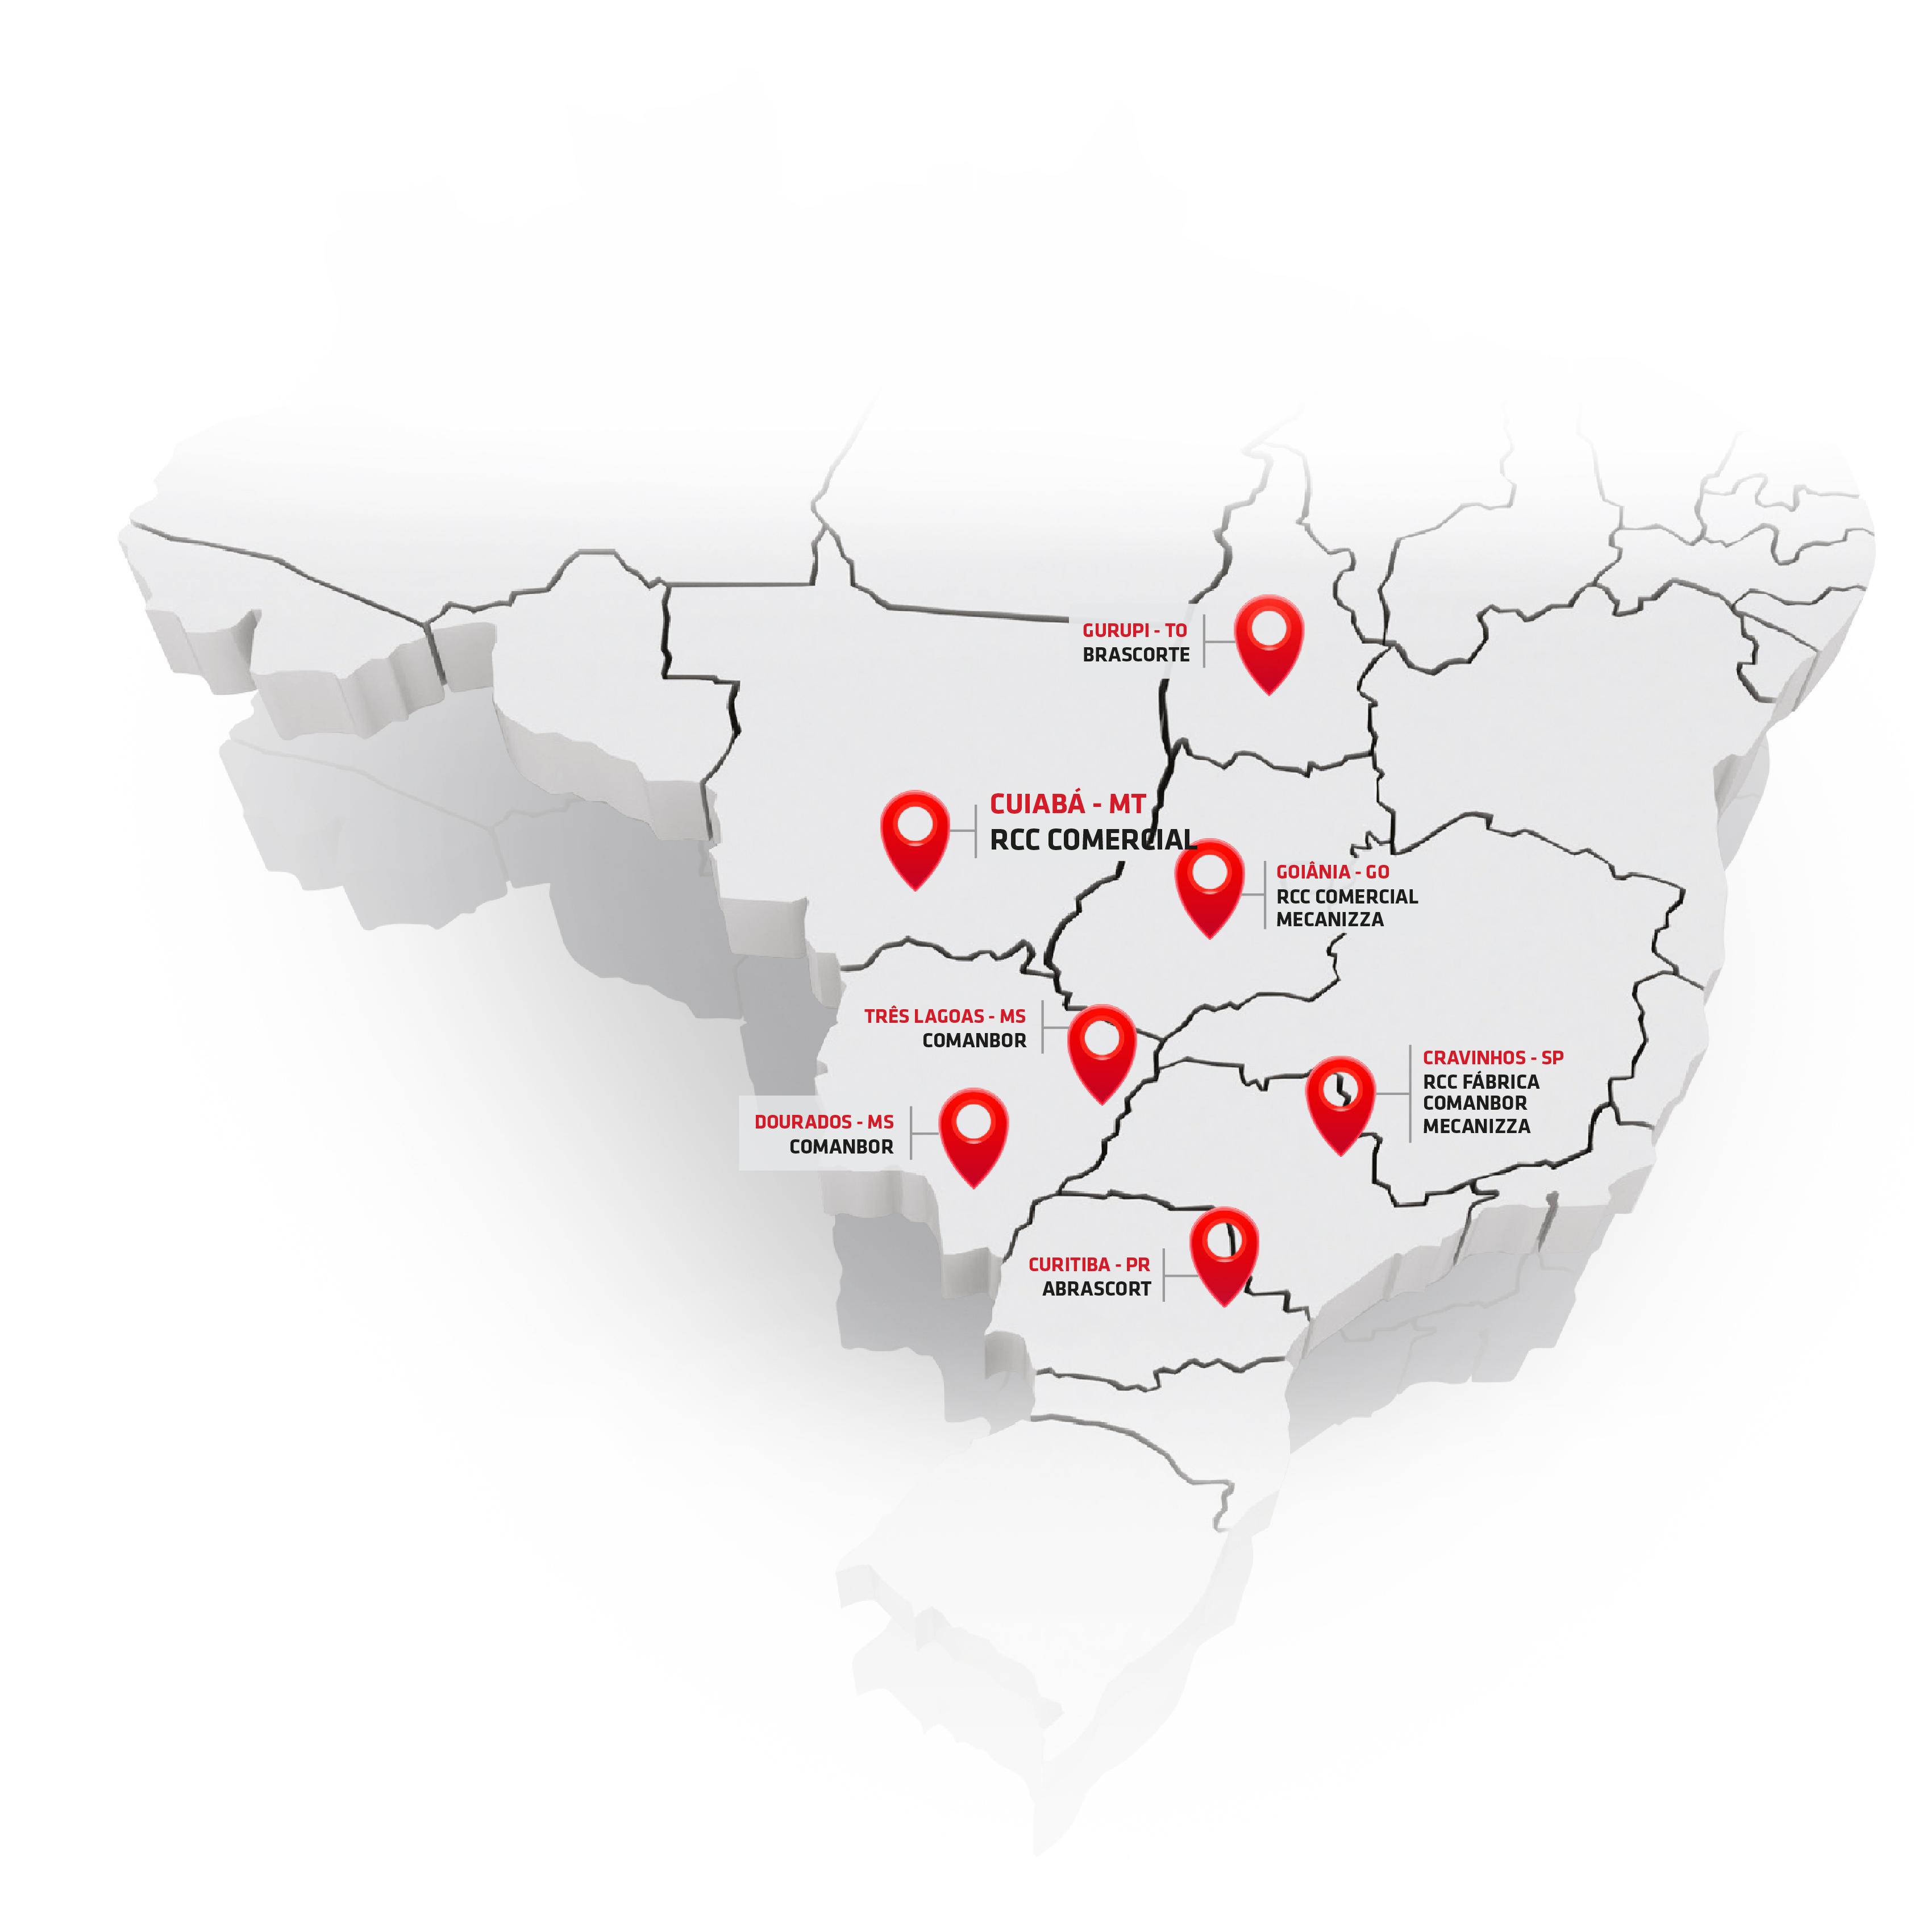 GURUPI - TO
BRASCORTE
CUIABÁ - MT
RCC COMERCIAL
GOIÂNIA - GO
RCC COMERCIAL
MECANIZZA
TRÊS LAGOAS - MS
COMANBOR
CRAVINHOS - SP
RCC FÁBRICA
COMANBOR
MECANIZZA
DOURADOS - MS
COMANBOR
CURITIBA - PR
ABRASCORT